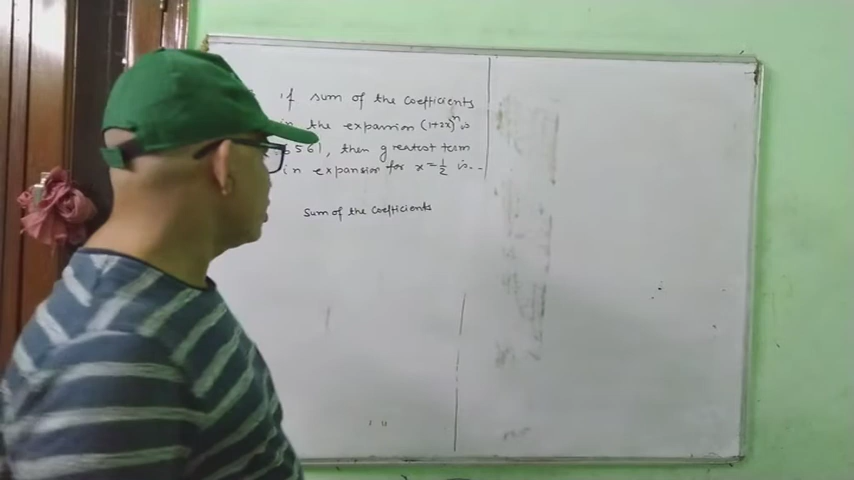 if sum of the coefficients
in the expansion (1+2x)ⁿ is
6561, then greatest term
in expansion for x=1/2 is..
Sum of the coefficients